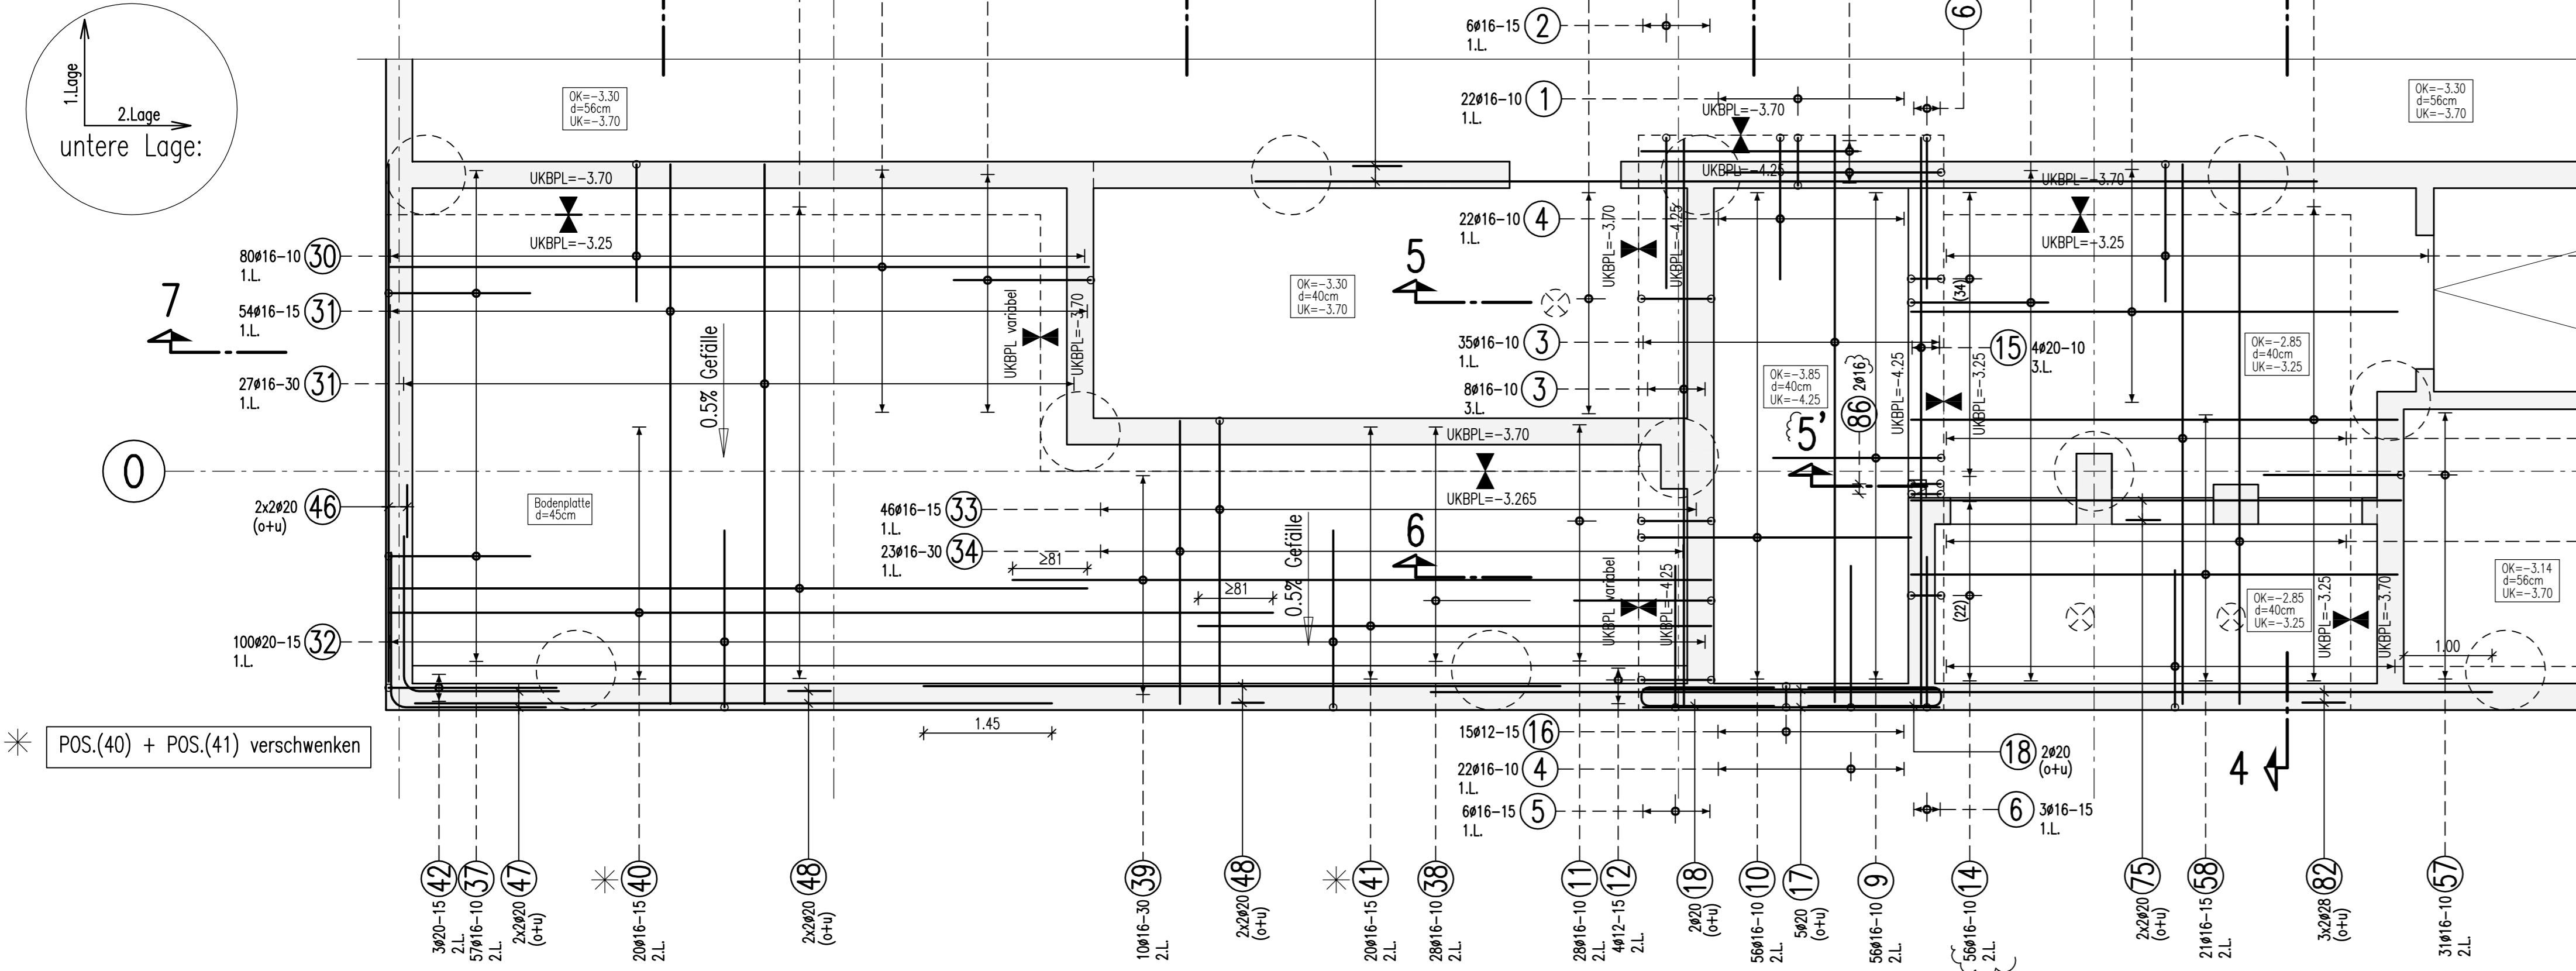 1.Lage
2.Lage
untere Lage:
OK=-3.30
d=56cm
UK=-3.70
6ø16-15 2
1.L.
6
22ø16-10 1
1.L.
UKBPL=-3.70
UKBPL=-4.25
OK=-3.30
d=56cm
UK=-3.70
UKBPL=-3.70
UKBPL=-3.25
UKBPL=-3.70
UKBPL=-3.25
22ø16-10 4
1.L.
UKBPL=-3.70
UKBPL=-4.25
80ø16-10 30
1.L.
5
OK=-3.30
d=40cm
UK=-3.70
(34)
7
54ø16-15 31
1.L.
0.5% Gefälle
UKBPL variabel
UKBPL=-3.70
35ø16-10 3
1.L.
15 4ø20-10
3.L.
OK=-2.85
d=40cm
UK=-3.25
27ø16-30 31
1.L.
8ø16-10 3
3.L.
OK=-3.85
d=40cm
UK=-4.25
86 2ø16
UKBPL=-4.25
UKBPL=-3.25
5'
UKBPL=-3.70
0
UKBPL=-3.265
2x2ø20 46
(o+u)
Bodenplatte
d=45cm
46ø16-15 33
1.L.
23ø16-30 34
1.L.
≥81
≥81
0.5% Gefälle
6
UKBPL variabel
UKBPL=-4.25
(22)
OK=-2.85
d=40cm
UK=-3.25
UKBPL=-3.25
UKBPL=-3.70
OK=-3.14
d=56cm
UK=-3.70
100ø20-15 32
1.L.
1.00
1.45
POS.(40) + POS.(41) verschwenken
15ø12-15 16
22ø16-10 4
1.L.
6ø16-15 5
1.L.
18 2ø20
(o+u)
6 3ø16-15
1.L.
4
3ø20-15 42
2.L.
57ø16-10 37
2.L.
2x2ø20 47
(o+u)
20ø16-15 40
2.L.
2x2ø20 48
(o+u)
10ø16-30 39
2.L.
2x2ø20 48
(o+u)
20ø16-15 41
2.L.
28ø16-10 38
2.L.
28ø16-10 11
2.L.
4ø12-15 12
2.L.
2ø20 18
(o+u)
56ø16-10 10
2.L.
5ø20 17
(o+u)
56ø16-10 9
2.L.
56ø16-10 14
2.L.
2x2ø20 75
(o+u)
21ø16-15 58
2.L.
3x2ø28 82
(o+u)
31ø16-10 57
2.L.